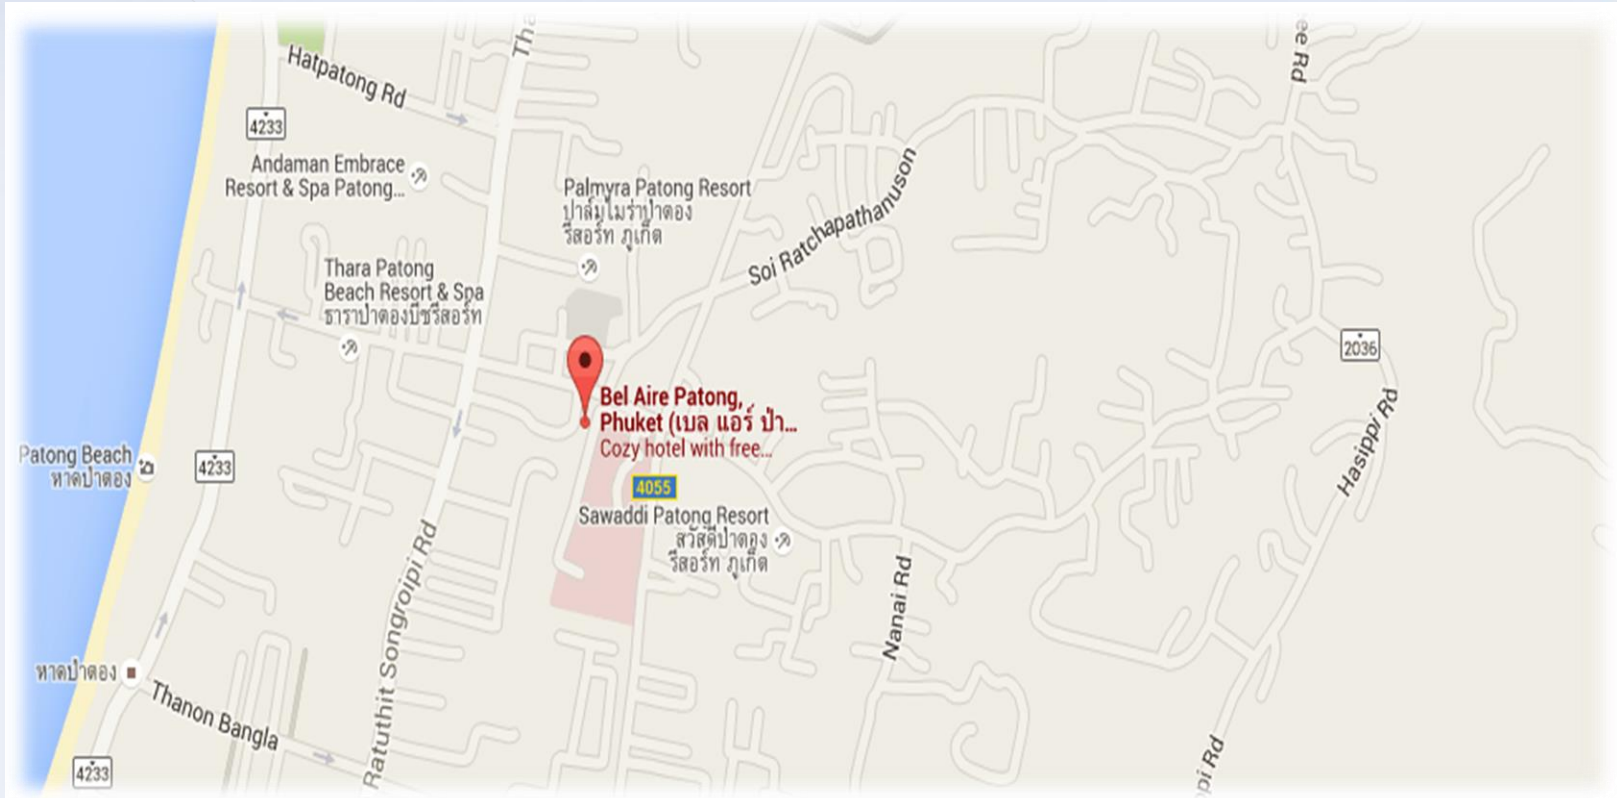 Hatpatong Rd
Tha
ee Rd
4233
Andaman Embrace
Resort & Spa Patong...
Palmyra Patong Resort
ปาล์มไมร่าป่าตอง
รีสอร์ท ภูเก็ต
Soi Ratchapathanuson
Thara Patong
Beach Resort & Spa
ธาราป่าตองบีชรีสอร์ท
2036
Bel Aire Patong,
Phuket (เบล แอร์ ป่า...
Cozy hotel with free...
Hasippi Rd
Patong Beach
หาดป่าตอง
4233
4055
Sawaddi Patong Resort
สวัสดีป่าตอง
รีสอร์ท ภูเก็ต
Nanai Rd
Ratuthit Songroipi Rd
หาดป่าตอง
Thanon Bangla
ppi Rd
4233